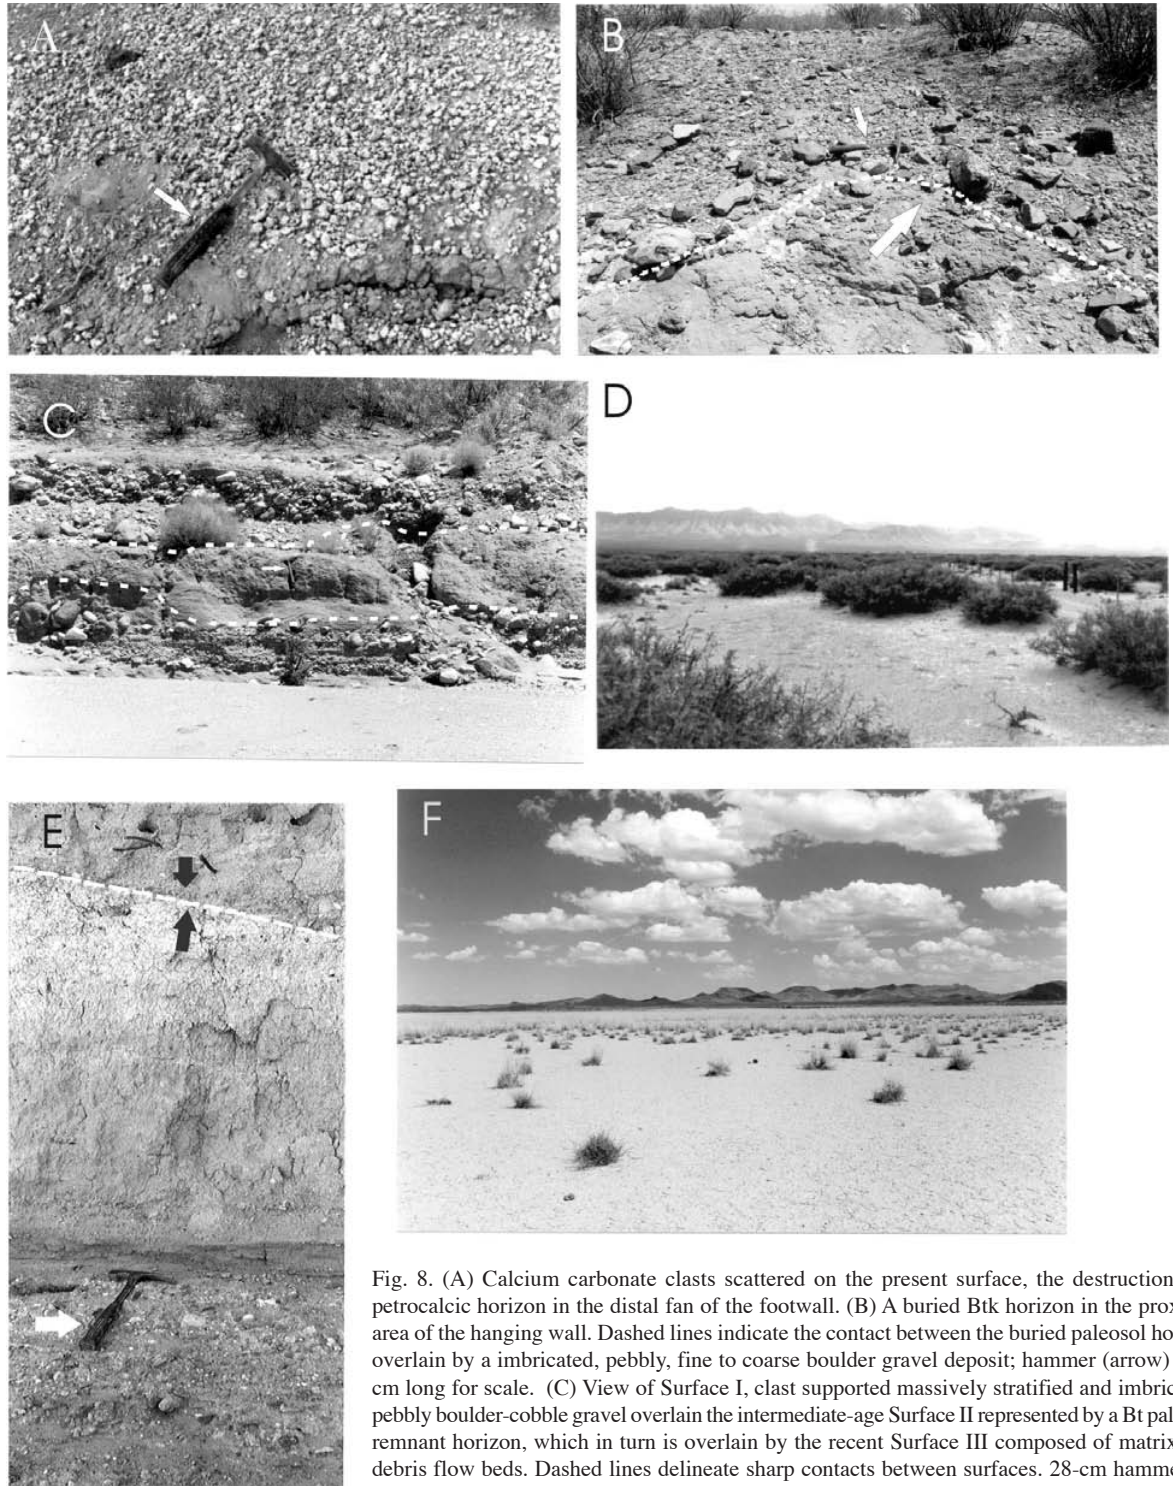 A
B
C
D
E
F
Fig. 8. (A) Calcium carbonate clasts scattered on the present surface, the destruction
petrocalcic horizon in the distal fan of the footwall. (B) A buried Btk horizon in the prox
area of the hanging wall. Dashed lines indicate the contact between the buried paleosol ho
overlain by a imbricated, pebbly, fine to coarse boulder gravel deposit; hammer (arrow)
cm long for scale. (C) View of Surface I, clast supported massively stratified and imbric
pebbly boulder-cobble gravel overlain the intermediate-age Surface II represented by a Bt pal
remnant horizon, which in turn is overlain by the recent Surface III composed of matrix
debris flow beds. Dashed lines delineate sharp contacts between surfaces. 28-cm hamme